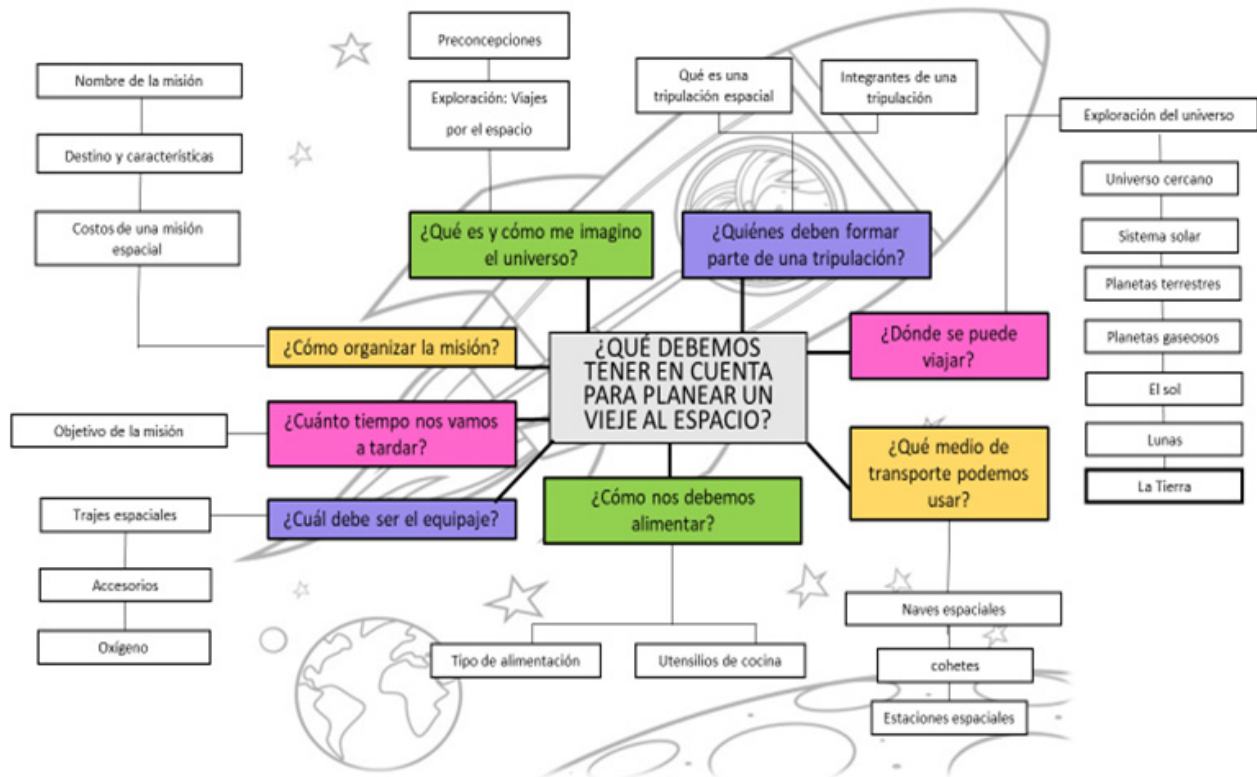 Preconcepciones
Exploración: Viajes
por el espacio
Qué es una
tripulación espacial
Integrantes de una
tripulación
Nombre de la misión
Destino y características
Costos de una misión
espacial
Exploración del universo
Universo cercano
Sistema solar
Planetas terrestres
Planetas gaseosos
El sol
Lunas
La Tierra
¿Qué es y cómo me imagino
el universo?
¿Quiénes deben formar
parte de una tripulación?
¿Cómo organizar la misión?
¿QUÉ DEBEMOS
TENER EN CUENTA
PARA PLANEAR UN
VIEJE AL ESPACIO?
¿Dónde se puede
viajar?
Objetivo de la misión
¿Cuánto tiempo nos vamos
a tardar?
¿Qué medio de
transporte podemos
usar?
¿Cuál debe ser el equipaje?
¿Cómo nos debemos
alimentar?
Trajes espaciales
Accesorios
Oxígeno
Tipo de alimentación
Utensilios de cocina
Naves espaciales
cohetes
Estaciones espaciales